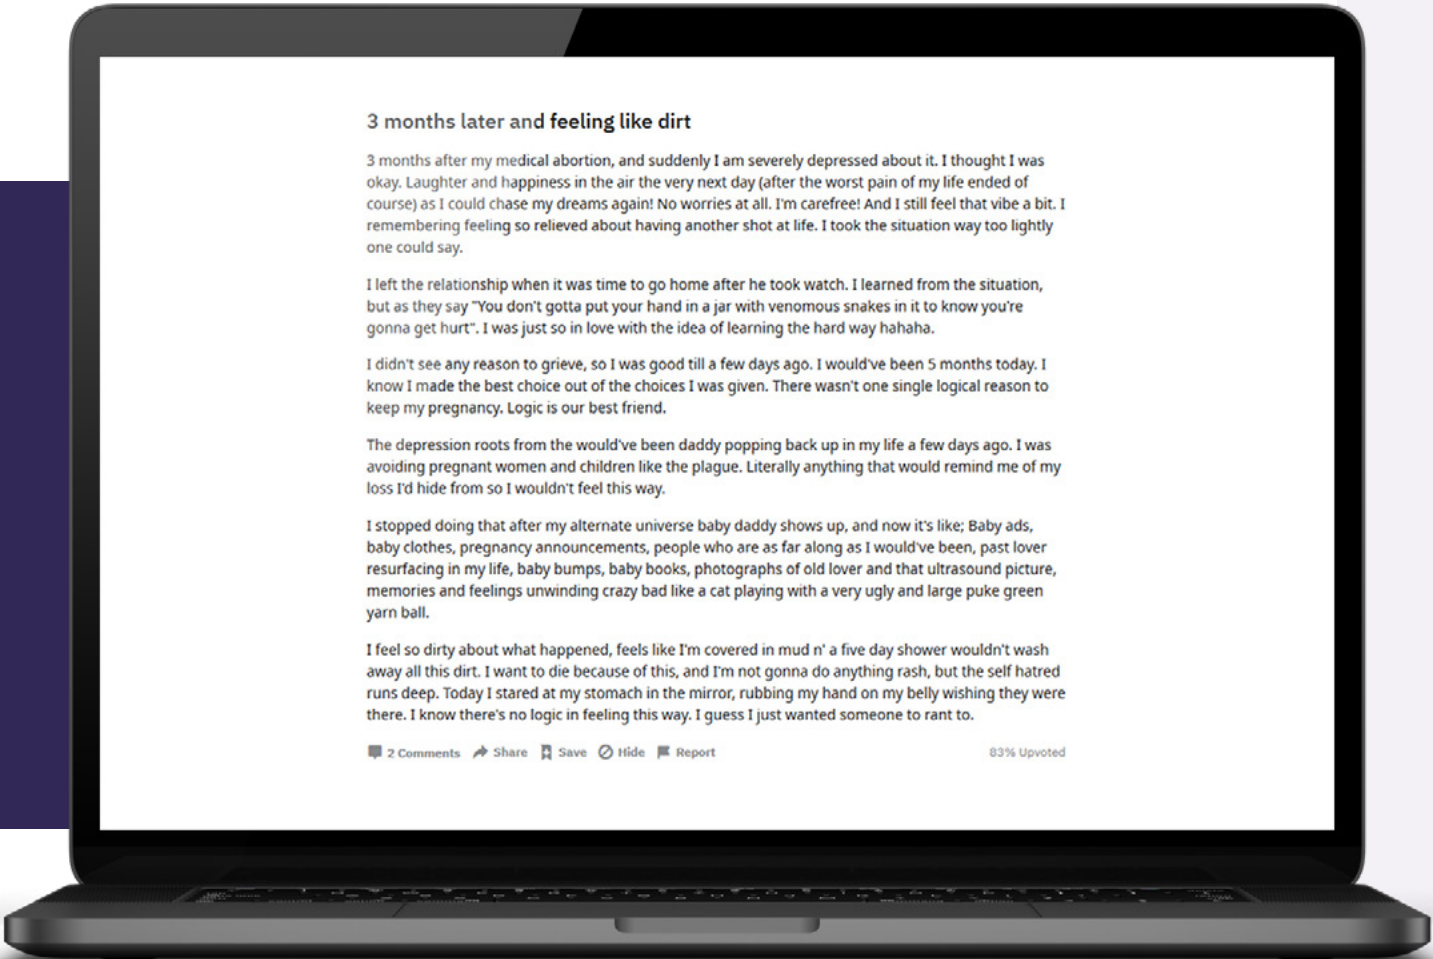 3 months later and feeling like dirt
3 months after my medical abortion, and suddenly I am severely depressed about it. I thought I was
okay. Laughter and happiness in the air the very next day (after the worst pain of my life ended of
course) as I could chase my dreams again! No worries at all. I'm carefree! And I still feel that vibe a bit. I
remembering feeling so relieved about having another shot at life. I took the situation way too lightly
one could say.
I left the relationship when it was time to go home after he took watch. I learned from the situation,
but as they say "You don't gotta put your hand in a jar with venomous snakes in it to know you're
gonna get hurt". I was just so in love with the idea of learning the hard way hahaha.
I didn't see any reason to grieve, so I was good till a few days ago. I would've been 5 months today. I
know I made the best choice out of the choices I was given. There wasn't one single logical reason to
keep my pregnancy. Logic is our best friend.
The depression roots from the would've been daddy popping back up in my life a few days ago. I was
avoiding pregnant women and children like the plague. Literally anything that would remind me of my
loss I'd hide from so I wouldn't feel this way.
I stopped doing that after my alternate universe baby daddy shows up, and now it's like; Baby ads,
baby clothes, pregnancy announcements, people who are as far along as I would've been, past lover
resurfacing in my life, baby bumps, baby books, photographs of old lover and that ultrasound picture,
memories and feelings unwinding crazy bad like a cat playing with a very ugly and large puke green
yarn ball.
I feel so dirty about what happened, feels like I'm covered in mud n' a five day shower wouldn't wash
away all this dirt. I want to die because of this, and I'm not gonna do anything rash, but the self hatred
runs deep. Today I stared at my stomach in the mirror, rubbing my hand on my belly wishing they were
there. I know there's no logic in feeling this way. I guess I just wanted someone to rant to.
2 Comments Share Save Hide Report 83% Upvoted